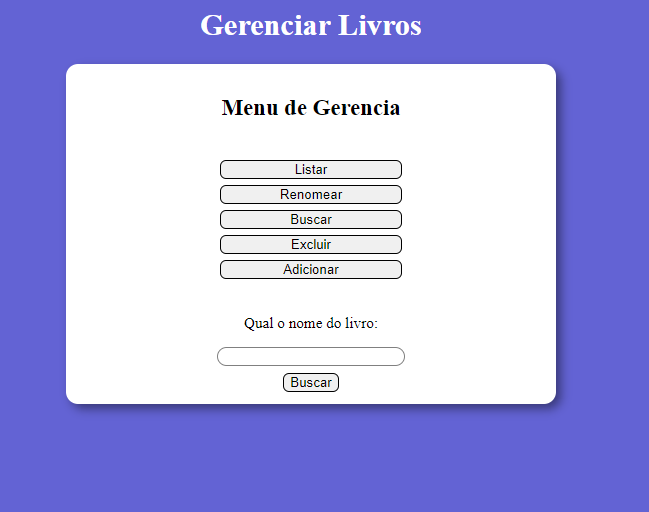 Gerenciar Livros
Menu de Gerencia
Listar
Renomear
Buscar
Excluir
Adicionar
Qual o nome do livro:
Buscar